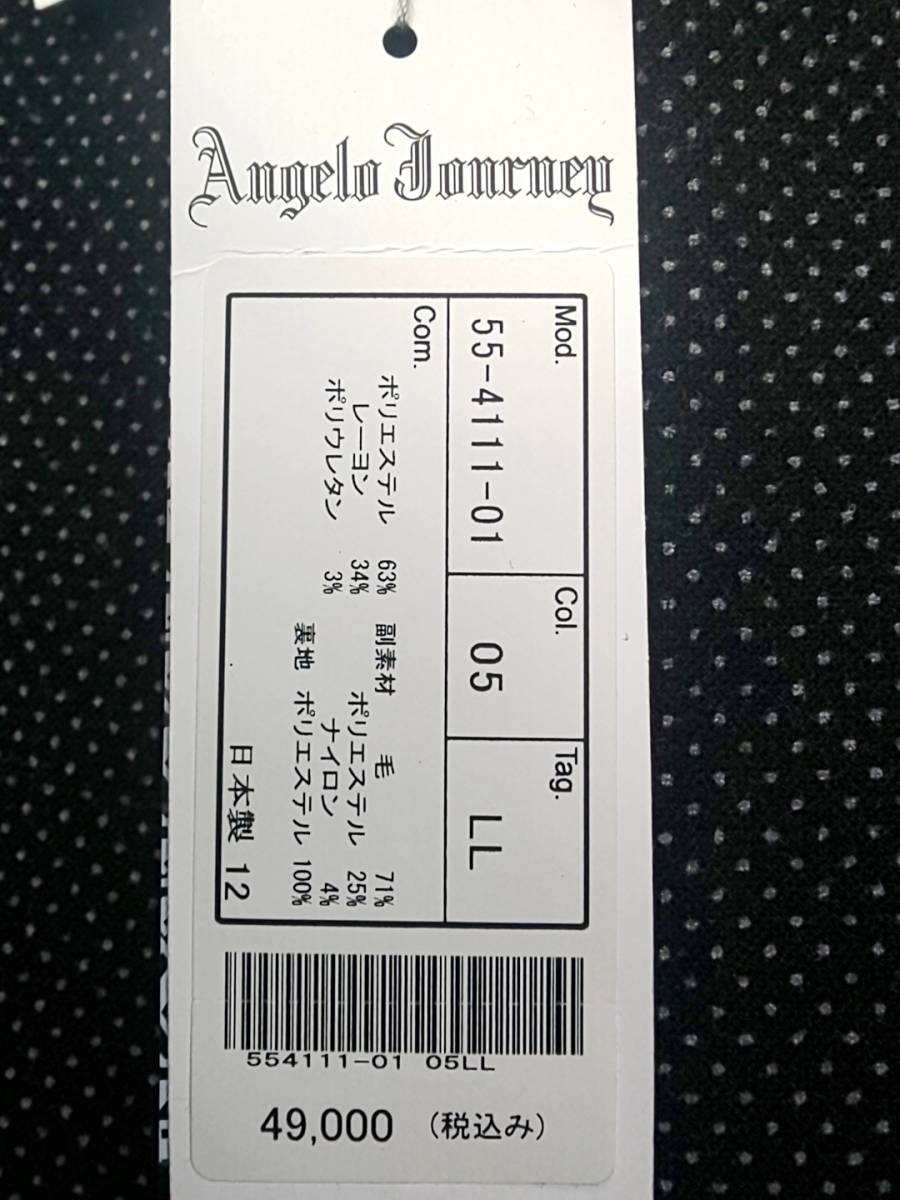 Angelo Journey
Mod. Col. Tag.
55-4111-01 05 LL
Com.
ポリエステル 63% 副素材 毛 71%
レーヨン 34% ポリエステル 25%
ポリウレタン 3% ナイロン 4%
裏地 ポリエステル 100%
日本製 12
554111-01 05LL
49,000 (税込み)